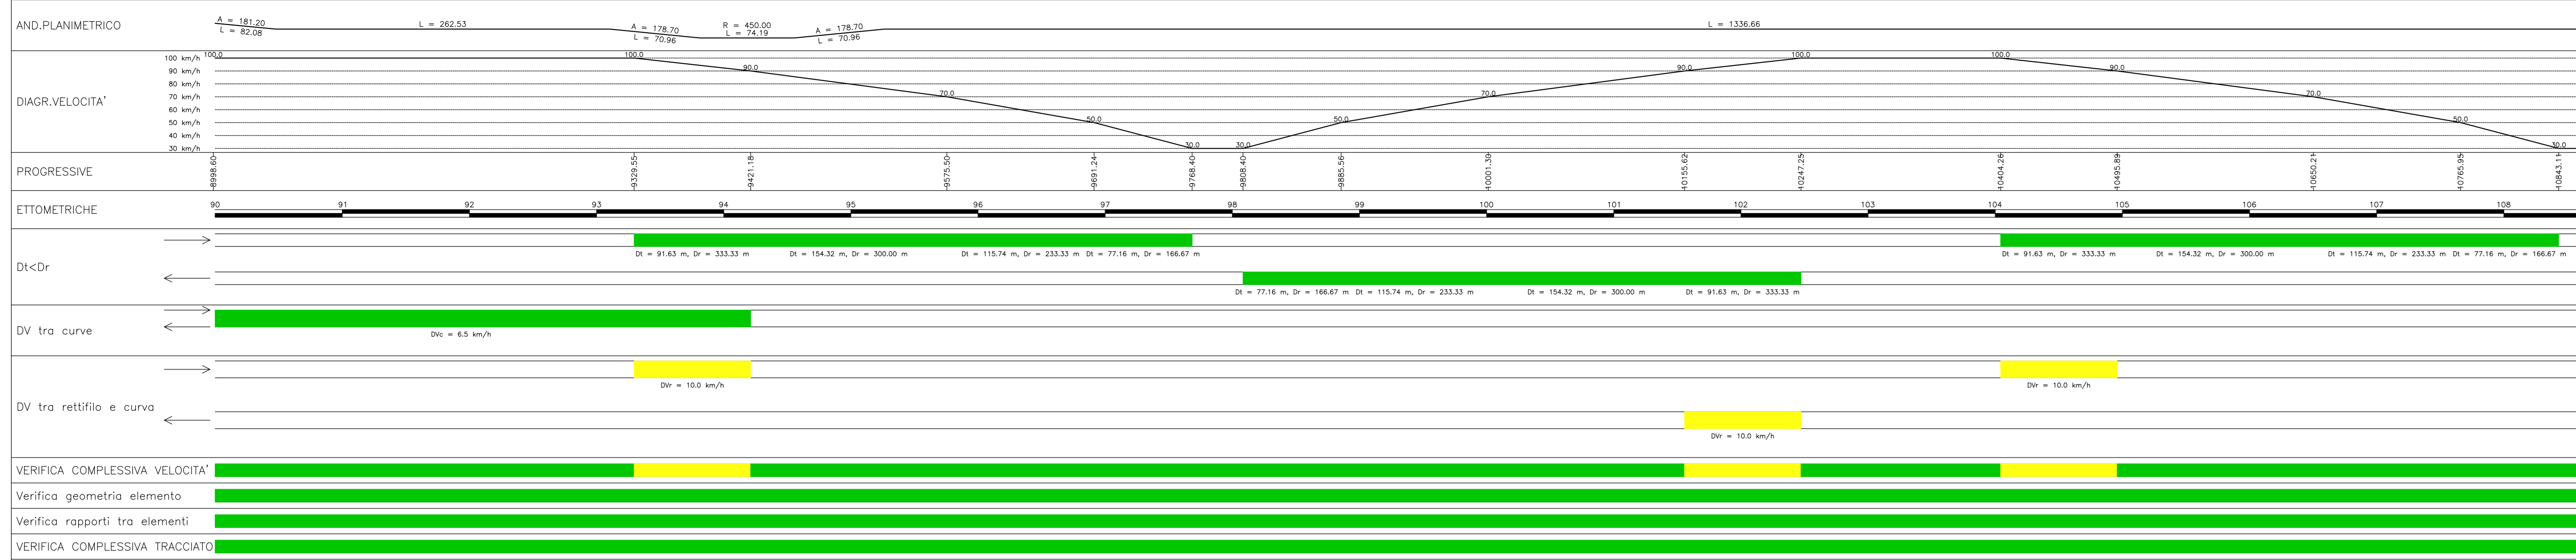 AND.PLANIMETRICO
A = 181.20
L = 82.08
L = 262.53
A = 178.70
L = 70.96
R = 450.00
L = 74.19
A = 178.70
L = 70.96
L = 1336.66
DIAGR.VELOCITA'
100 km/h
90 km/h
80 km/h
70 km/h
60 km/h
50 km/h
40 km/h
30 km/h
100.0 100.0 90.0 70.0 50.0 30.0 30.0 50.0 70.0 90.0 100.0 100.0 90.0 70.0 50.0 30.0
PROGRESSIVE
8998.60 9329.55 9421.18 9575.50 9691.24 9768.40 9808.40 9885.56 10001.30 10155.62 10247.25 10404.26 10495.89 10650.21 10765.95 10843.11
ETTOMETRICHE
90 91 92 93 94 95 96 97 98 99 100 101 102 103 104 105 106 107 108
Dt<Dr
Dt = 91.63 m, Dr = 333.33 m Dt = 154.32 m, Dr = 300.00 m Dt = 115.74 m, Dr = 233.33 m Dt = 77.16 m, Dr = 166.67 m Dt = 91.63 m, Dr = 333.33 m Dt = 154.32 m, Dr = 300.00 m Dt = 115.74 m, Dr = 233.33 m Dt = 77.16 m, Dr = 166.67 m
Dt = 77.16 m, Dr = 166.67 m Dt = 115.74 m, Dr = 233.33 m Dt = 154.32 m, Dr = 300.00 m Dt = 91.63 m, Dr = 333.33 m
DV tra curve
DVc = 6.5 km/h
DV tra rettifilo e curva
DVr = 10.0 km/h DVr = 10.0 km/h
DVr = 10.0 km/h
VERIFICA COMPLESSIVA VELOCITA'
Verifica geometria elemento
Verifica rapporti tra elementi
VERIFICA COMPLESSIVA TRACCIATO